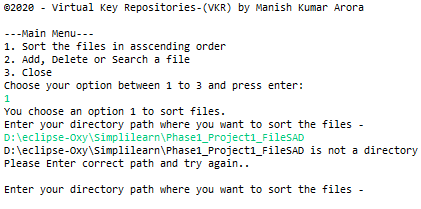 ©2020 - Virtual Key Repositories-(VKR) by Manish Kumar Arora
---Main Menu---
1. Sort the files in asscending order
2. Add, Delete or Search a file
3. Close
Choose your option between 1 to 3 and press enter:
1
You choose an option 1 to sort files.
Enter your directory path where you want to sort the files -
D:\eclipse-Oxy\Simplilearn\Phase1_Project1_FileSAD
D:\eclipse-Oxy\Simplilearn\Phase1_Project1_FileSAD is not a directory
Please Enter correct path and try again..
Enter your directory path where you want to sort the files -